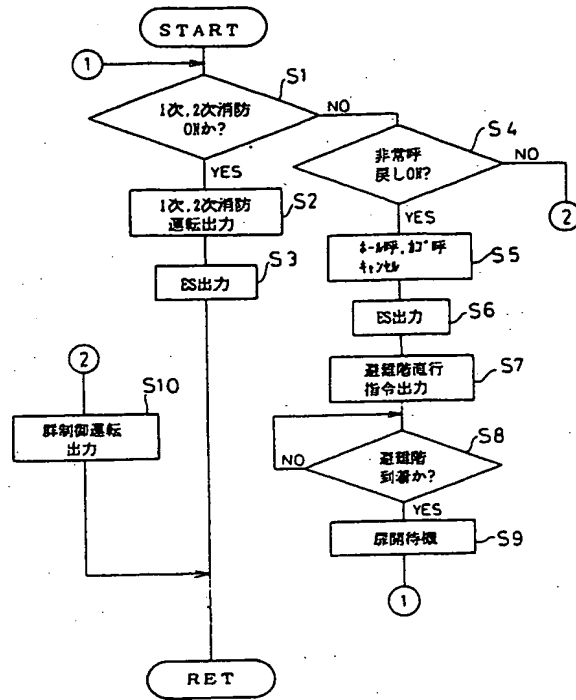 START
1
S1
1次,2次消防
ONか?
NO
YES
S4
非常呼
戻しON?
NO
2
YES
1次,2次消防
運転出力
S2
ES出力
S3
ホール呼,カゴ呼
キャンセル
S5
ES出力
S6
避難階直行
指令出力
S7
2
群制御運転
出力
S10
避難階
到着か?
S8
NO
YES
扉開待機
S9
1
RET